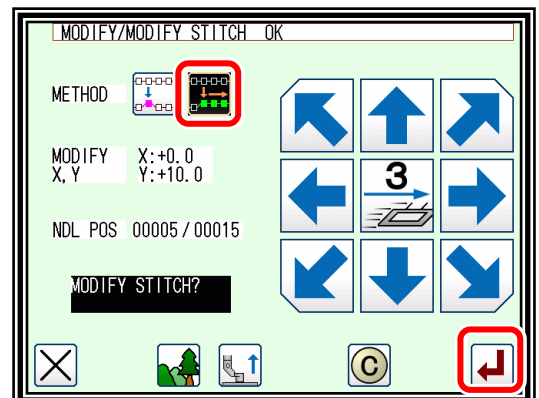 MODIFY/MODIFY STITCH OK
METHOD
MODIFY X:+0.0
X,Y Y:+10.0
3
NDL POS 00005/00015
MODIFY STITCH?
C